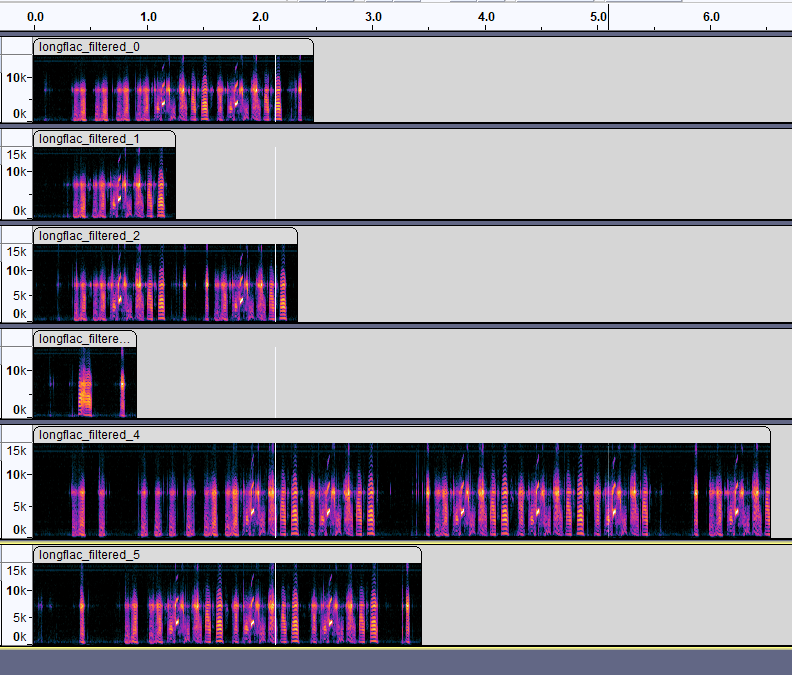 0.0 1.0 2.0 3.0 4.0 5.0 6.0
longflac_filtered_0
10k
0k
longflac_filtered_1
15k
10k
0k
longflac_filtered_2
15k
10k
5k
0k
longflac_filtere...
10k
0k
longflac_filtered_4
15k
10k
5k
0k
longflac_filtered_5
15k
10k
5k
0k